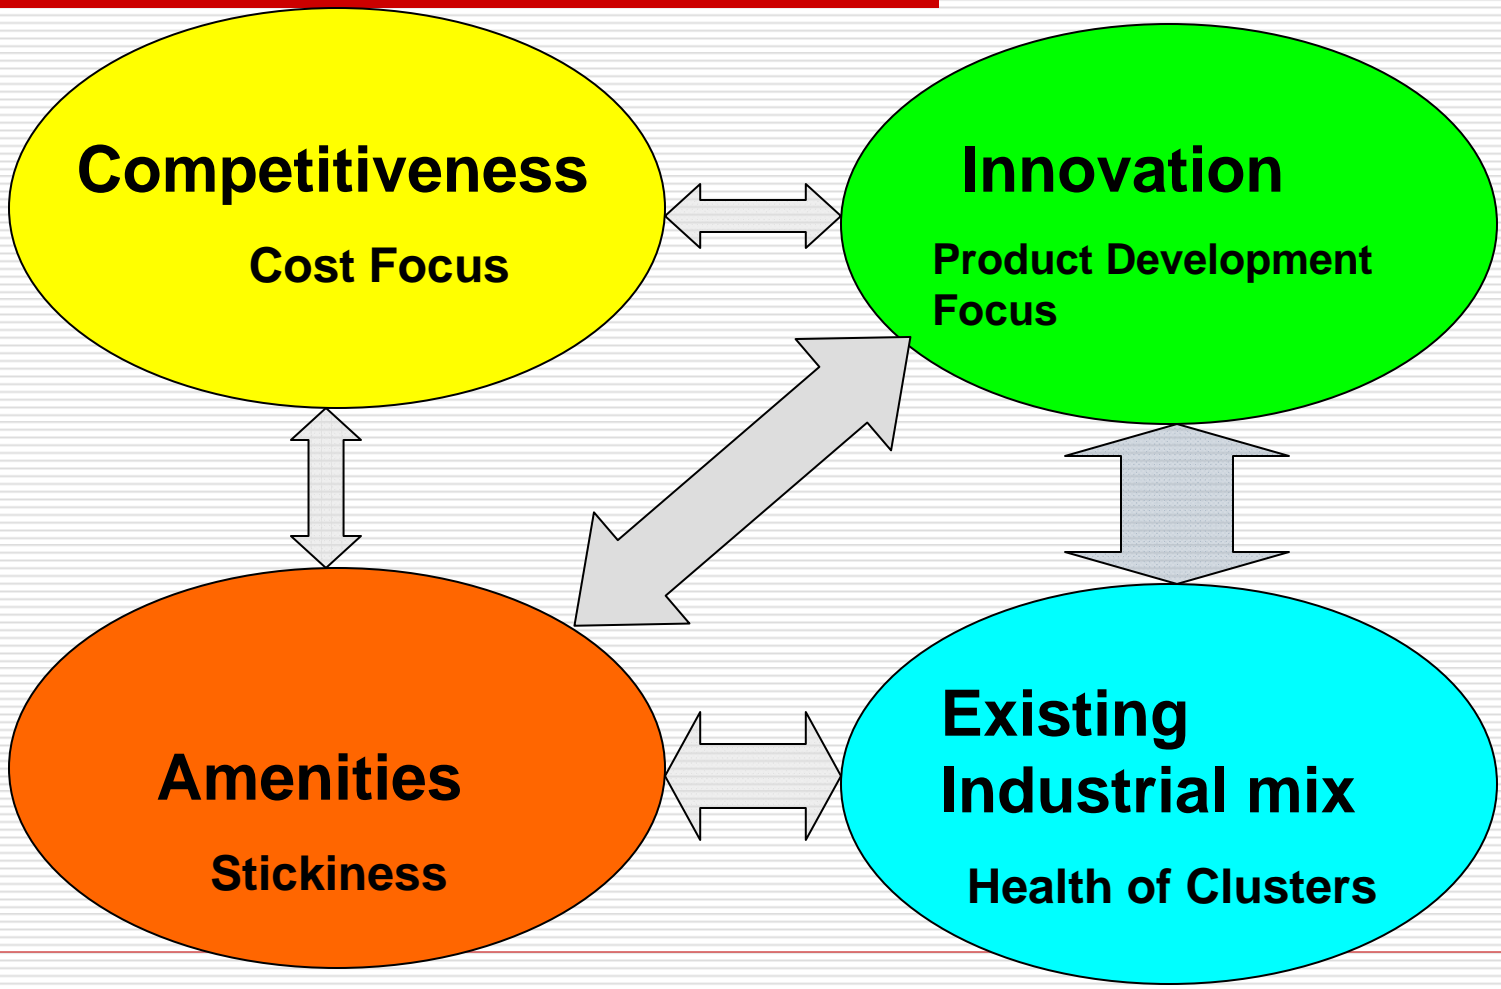 Competitiveness
Cost Focus
Innovation
Product Development
Focus
Amenities
Stickiness
Existing
Industrial mix
Health of Clusters